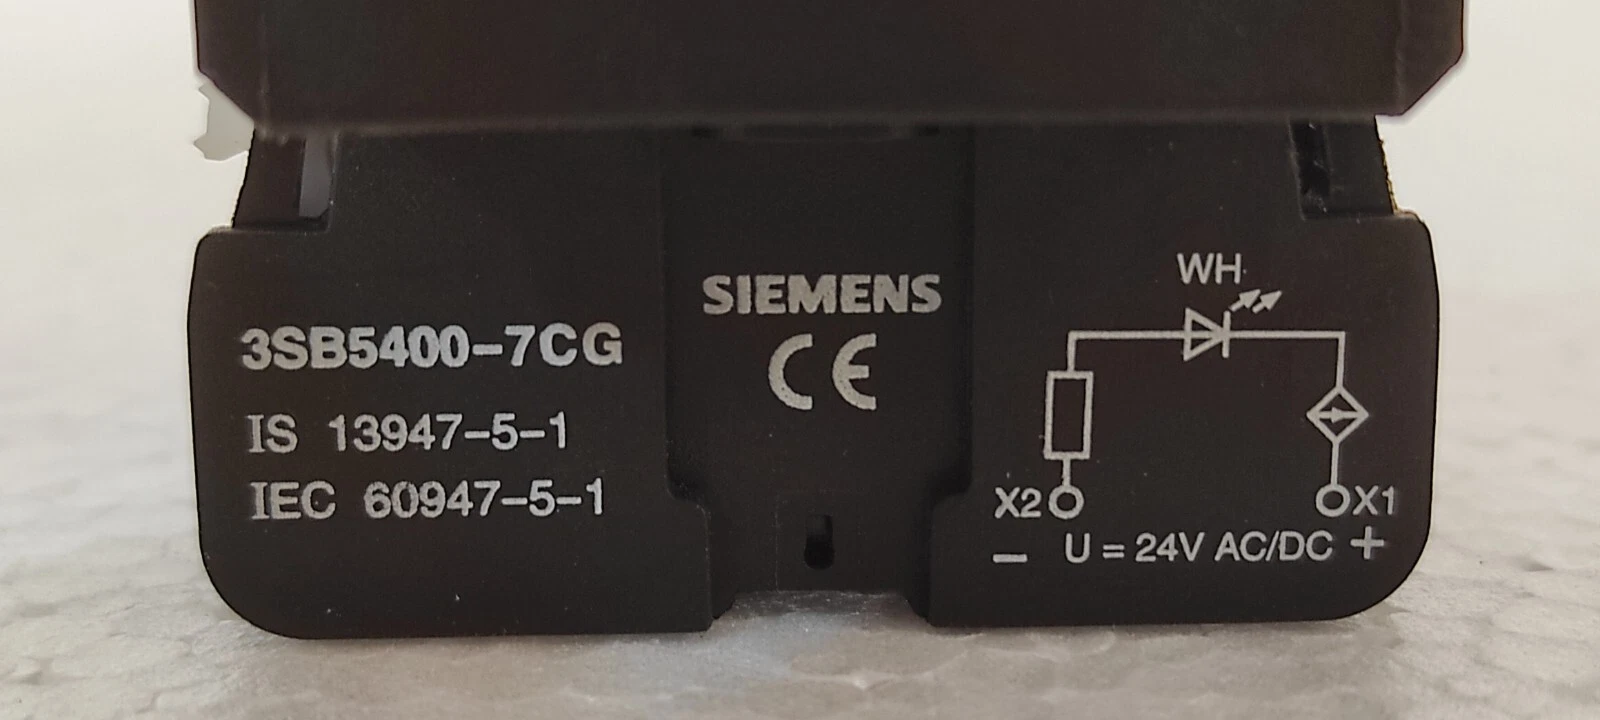 3SB5400-7CG
IS 13947-5-1
IEC 60947-5-1
SIEMENS
CE
WH
X2
X1
− U = 24V AC/DC +